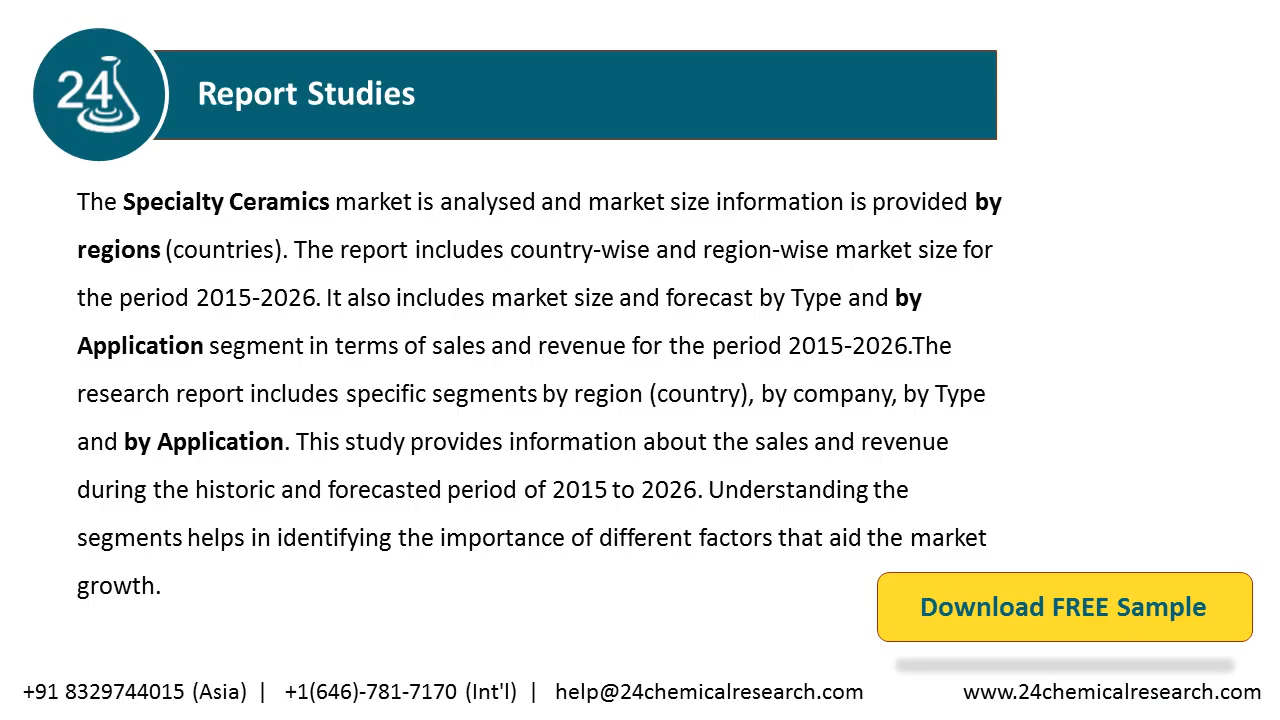 24
Report Studies
The Specialty Ceramics market is analysed and market size information is provided by
regions (countries). The report includes country-wise and region-wise market size for
the period 2015-2026. It also includes market size and forecast by Type and by
Application segment in terms of sales and revenue for the period 2015-2026.The
research report includes specific segments by region (country), by company, by Type
and by Application. This study provides information about the sales and revenue
during the historic and forecasted period of 2015 to 2026. Understanding the
segments helps in identifying the importance of different factors that aid the market
growth.
Download FREE Sample
+91 8329744015 (Asia) | +1(646)-781-7170 (Int'l) | help@24chemicalresearch.com www.24chemicalresearch.com